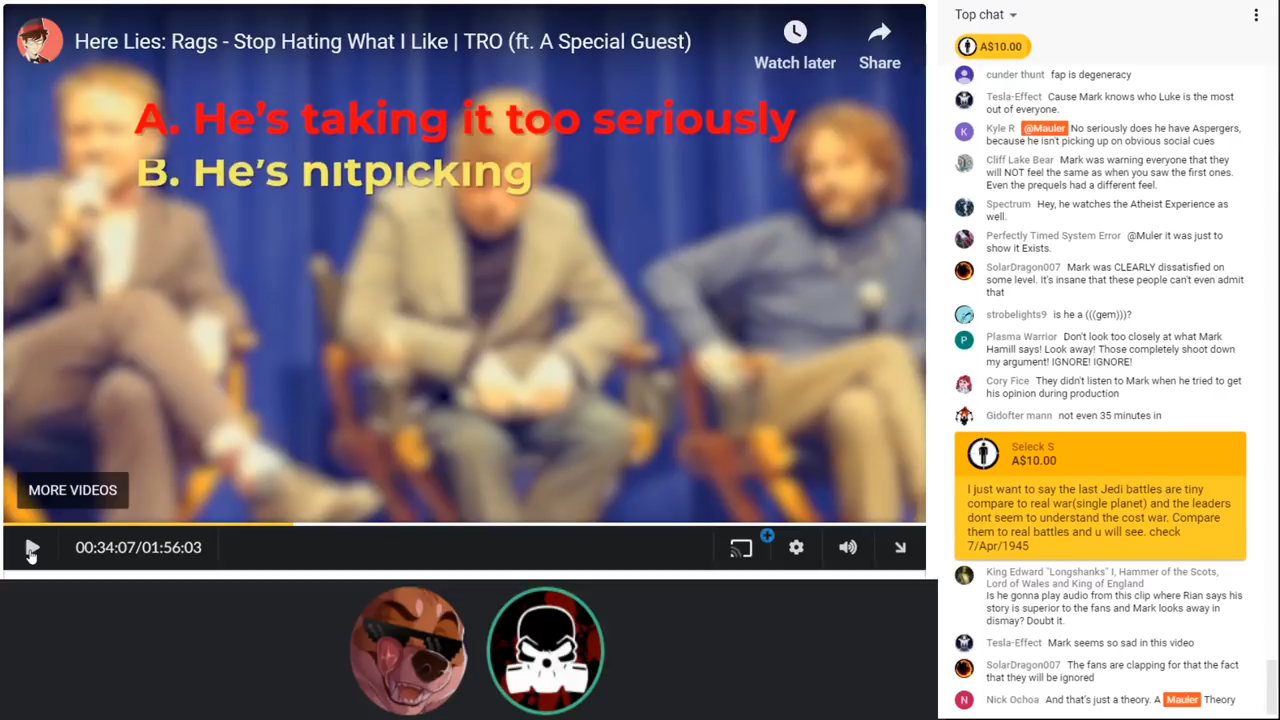 Here Lies: Rags - Stop Hating What I Like | TRO (ft. A Special Guest)
Watch later
Share
A. He's taking it too seriously
B. He's nitpicking
MORE VIDEOS
00:34:07/01:56:03
Top chat
A$10.00
cunder thunt fap is degeneracy
Tesla-Effect Cause Mark knows who Luke is the most
out of everyone.
K
Kyle R @Mauler No seriously does he have Aspergers,
because he isn't picking up on obvious social cues
Cliff Lake Bear Mark was warning everyone that they
will NOT feel the same as when you saw the first ones.
Even the prequels had a different feel.
Spectrum Hey, he watches the Atheist Experience as
well.
Perfectly Timed System Error @Muler it was just to
show it Exists.
SolarDragon007 Mark was CLEARLY dissatisfied on
some level. It's insane that these people can't even admit
that
strobelights9 is he a (((gem)))?
P
Plasma Warrior Don't look too closely at what Mark
Hamill says! Look away! Those completely shoot down
my argument! IGNORE! IGNORE!
Cory Fice They didn't listen to Mark when he tried to get
his opinion during production
Gidofter mann not even 35 minutes in
Seleck S
A$10.00
I just want to say the last Jedi battles are tiny
compare to real war(single planet) and the leaders
dont seem to understand the cost war. Compare
them to real battles and u will see. check
7/Apr/1945
King Edward "Longshanks" I, Hammer of the Scots,
Lord of Wales and King of England
Is he gonna play audio from this clip where Rian says his
story is superior to the fans and Mark looks away in
dismay? Doubt it.
Tesla-Effect Mark seems so sad in this video
SolarDragon007 The fans are clapping for that the fact
that they will be ignored
N
Nick Ochoa And that's just a theory. A Mauler Theory